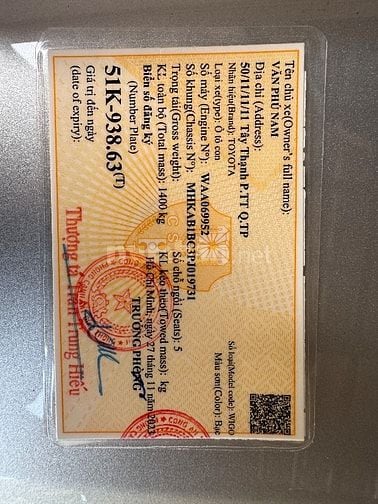 Tên chủ xe(Owner's full name):
VĂN PHÚ NAM
Địa chỉ (Address):
50/11/11/11 Tây Thạnh P.TT Q.TP
Nhãn hiệu(Brand): TOYOTA
Số loại(Model code): WIGO
Loại xe(type): Ô tô con
Màu sơn(Color): Bạc
Số máy (Engine N°): WAA069952
Số khung(Chassis N°): MHKAB1BC3PJ019731
Trọng tải(Gross weight):
Số chỗ ngồi (Seats): 5
KL toàn bộ (Total mass): 1400 kg
KL kéo theo(Towed mass): kg
Biển số đăng ký
(Number Plate)
Hồ Chí Minh, ngày 27 tháng 11 năm 2023
TRƯỞNG PHÒNG
51K-938.63(T)
Giá trị đến ngày
(date of expiry):
Thượng tá Trần Trung Hiếu